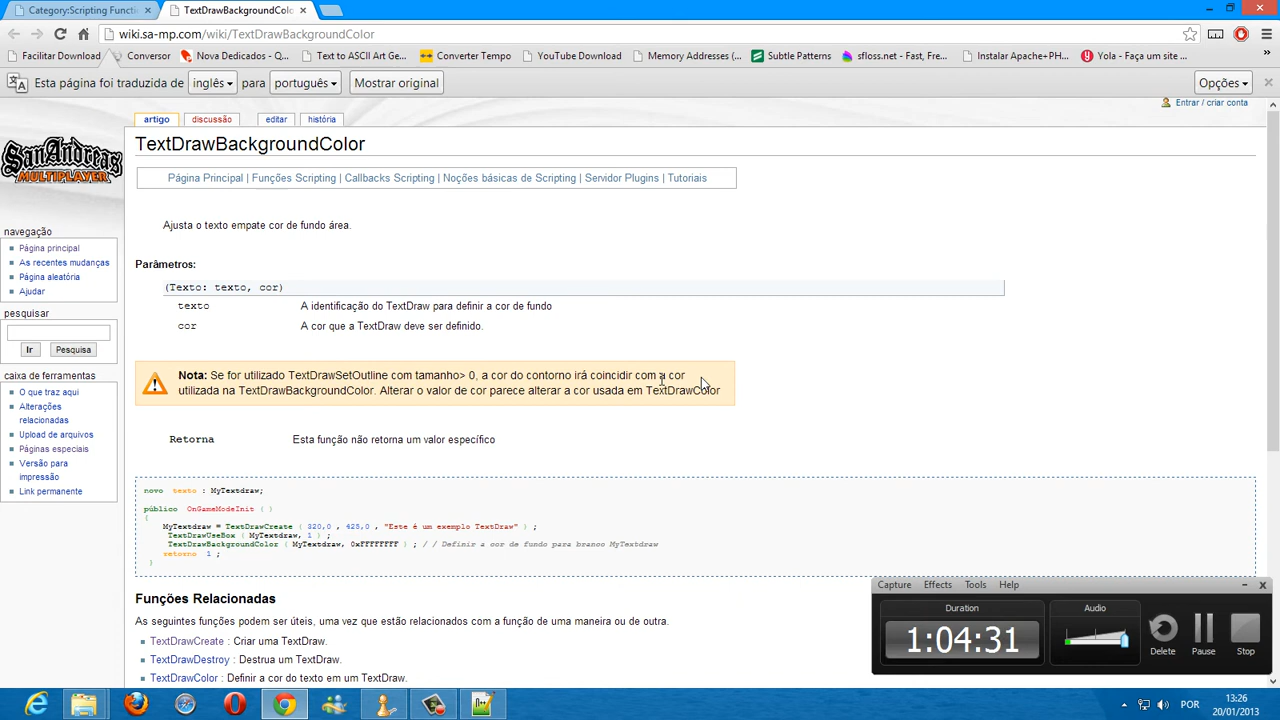 Category:Scripting Functi
TextDrawBackgroundColo
wiki.sa-mp.com/wiki/TextDrawBackgroundColor
Facilitar Download
Conversor
Nova Dedicados - Q...
Text to ASCII Art Ge...
Converter Tempo
YouTube Download
Memory Addresses (...
Subtle Patterns
sfloss.net - Fast, Fre...
Instalar Apache+PH...
Yola - Faça um site ...
Esta página foi traduzida de inglês para português Mostrar original Opções
Entrar / criar conta
artigo discussão editar história
SanAndreas
MULTIPLAYER
TextDrawBackgroundColor
Página Principal | Funções Scripting | Callbacks Scripting | Noções básicas de Scripting | Servidor Plugins | Tutoriais
Ajusta o texto empate cor de fundo área.
navegação
Página principal
As recentes mudanças
Página aleatória
Ajudar
pesquisar
Ir Pesquisa
caixa de ferramentas
O que traz aqui
Alterações
relacionadas
Upload de arquivos
Páginas especiais
Versão para
impressão
Link permanente
Parâmetros:
(Texto: texto, cor)
texto A identificação do TextDraw para definir a cor de fundo
cor A cor que a TextDraw deve ser definido.
Nota: Se for utilizado TextDrawSetOutline com tamanho> 0, a cor do contorno irá coincidir com a cor
utilizada na TextDrawBackgroundColor. Alterar o valor de cor parece alterar a cor usada em TextDrawColor
Retorna Esta função não retorna um valor específico
novo texto : MyTextdraw;
público OnGameModeInit ( )
{
MyTextdraw = TextDrawCreate ( 320,0 , 425,0 , "Este é um exemplo TextDraw" ) ;
TextDrawUseBox ( MyTextdraw, 1 ) ;
TextDrawBackgroundColor ( MyTextdraw, 0xFFFFFFFF ) ; / / Definir a cor de fundo para branco MyTextdraw
retorno 1 ;
}
Funções Relacionadas
As seguintes funções podem ser úteis, uma vez que estão relacionados com a função de uma maneira ou de outra.
TextDrawCreate : Criar uma TextDraw.
TextDrawDestroy : Destrua um TextDraw.
TextDrawColor : Definir a cor do texto em um TextDraw.
Capture Effects Tools Help
Duration Audio
1:04:31
Delete Pause Stop
POR
13:26
20/01/2013